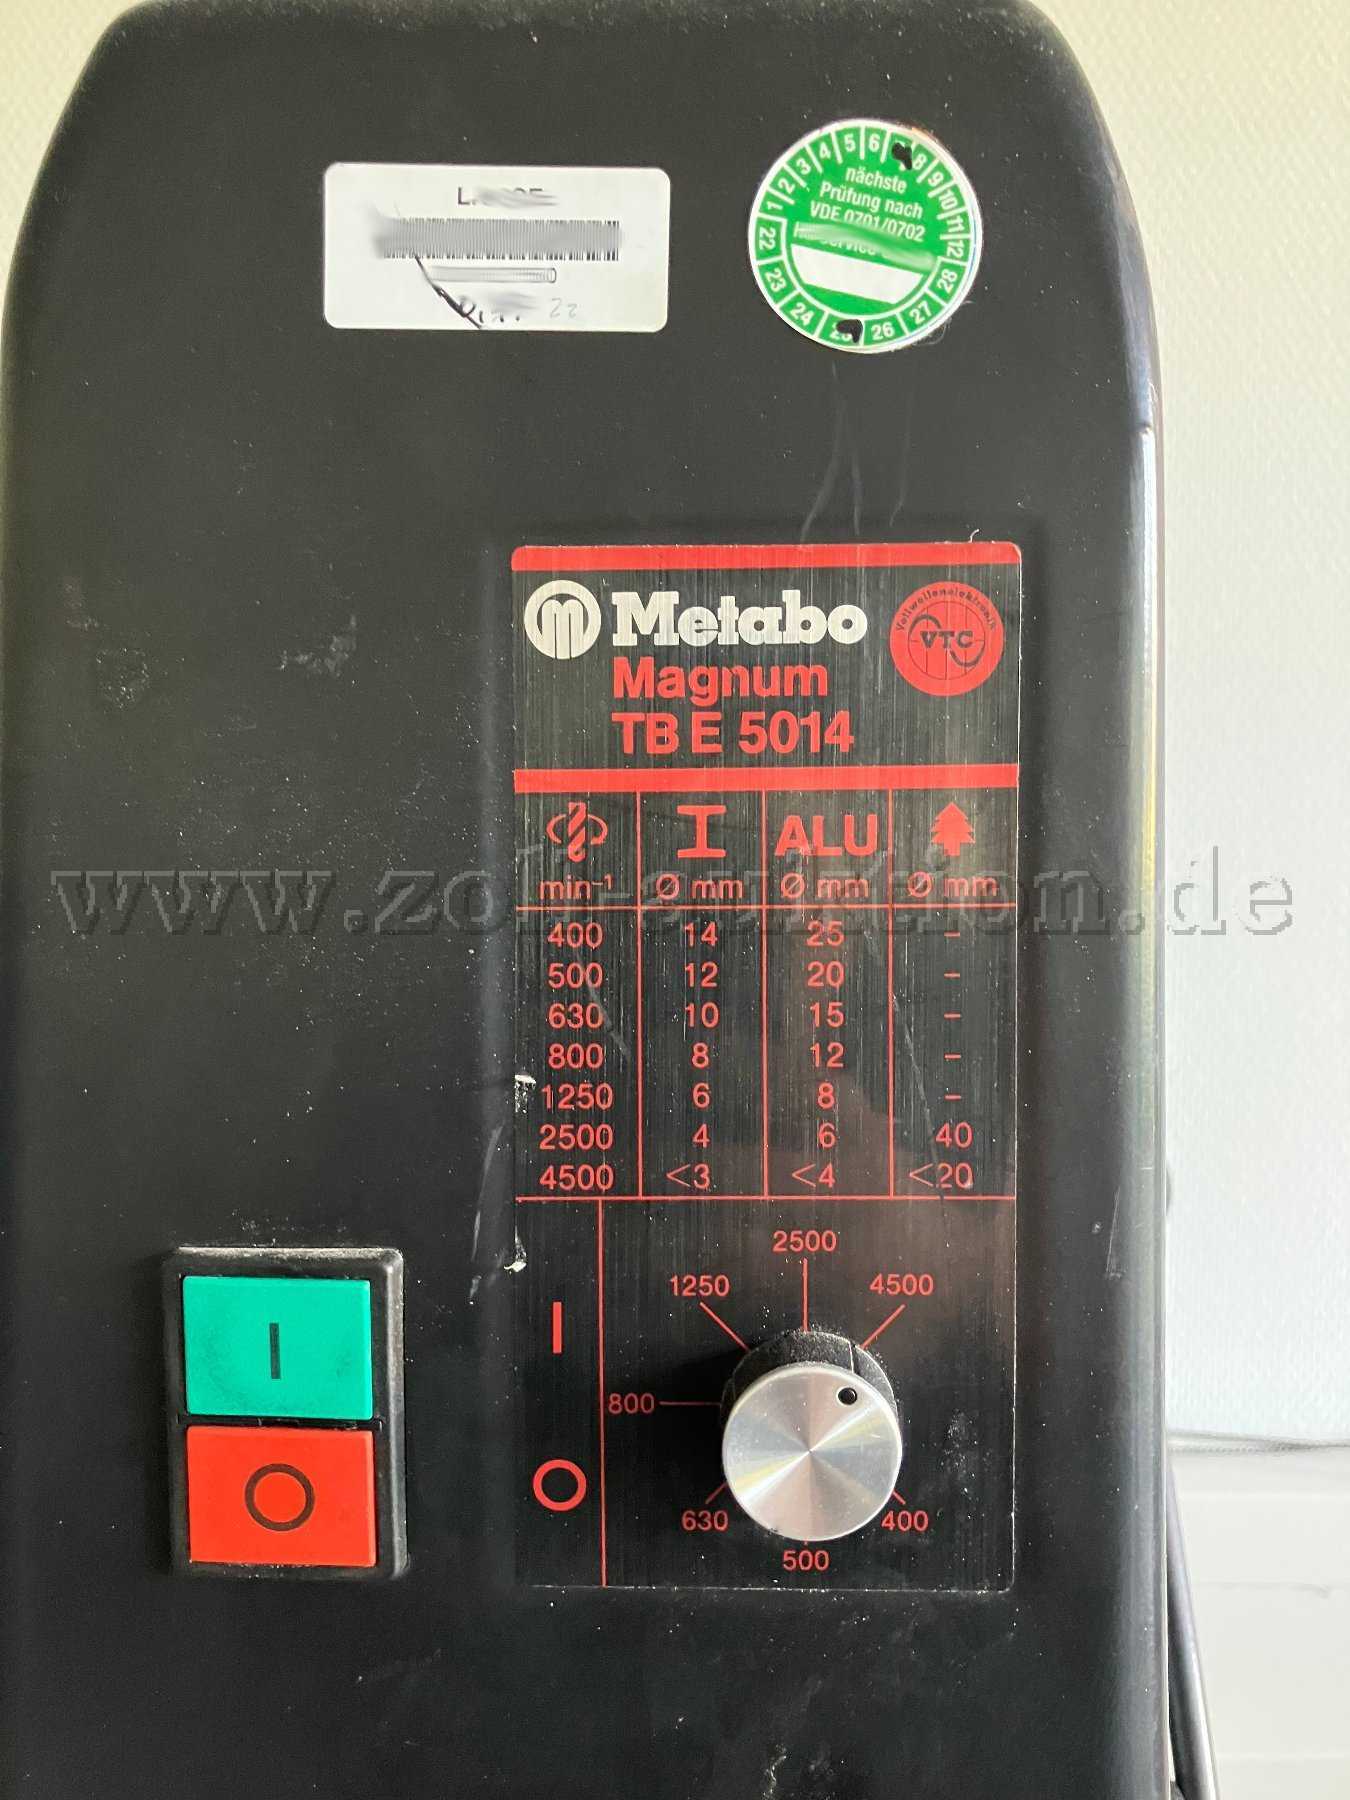 1 2 3 4 5 6 8 9 10 11 12
nächste
Prüfung nach
VDE 0701/0702
22 23 24 26 27 28
22
Metabo
Magnum
TB E 5014
Vollwellenelektronik
VTC
ALU
min⁻¹ Ø mm Ø mm Ø mm
400 14 25 –
500 12 20 –
630 10 15 –
800 8 12 –
1250 6 8 –
2500 4 6 40
4500 <3 <4 <20
2500
1250 4500
I
I
800
O
O
630 400
500
www.zoll-auktion.de